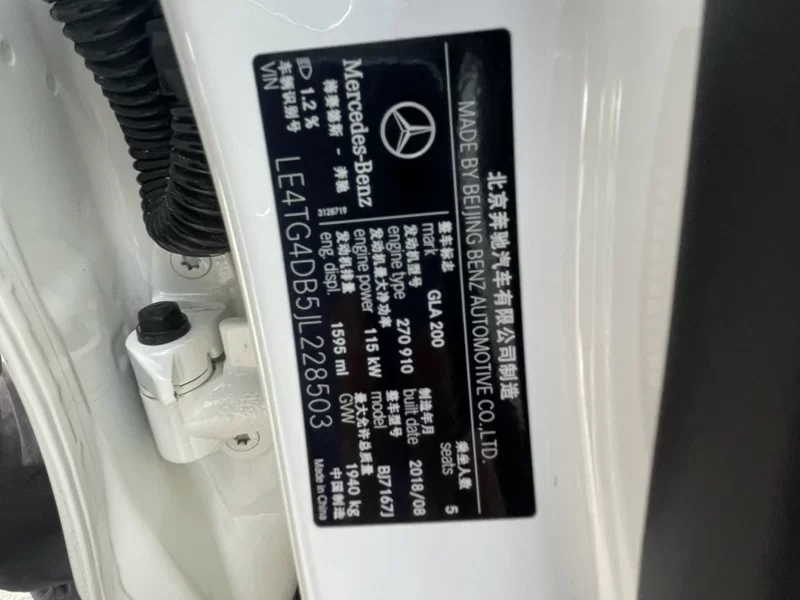 北京奔驰汽车有限公司制造
MADE BY BEIJING BENZ AUTOMOTIVE CO.,LTD.
乘坐人数
seats 5
整车标志
mark GLA 200
制造年月
built date 2018/08
发动机型号
engine type 270 910
整车型号
model BJ7167J
发动机最大净功率
engine power 115 kW
最大允许总质量
GVW 1940 kg
发动机排量
eng. displ. 1595 ml
中国制造
Made in China
Mercedes-Benz
梅赛德斯 - 奔驰
3128719
1.2 %
车辆识别号
VIN LE4TG4DB5JL228503